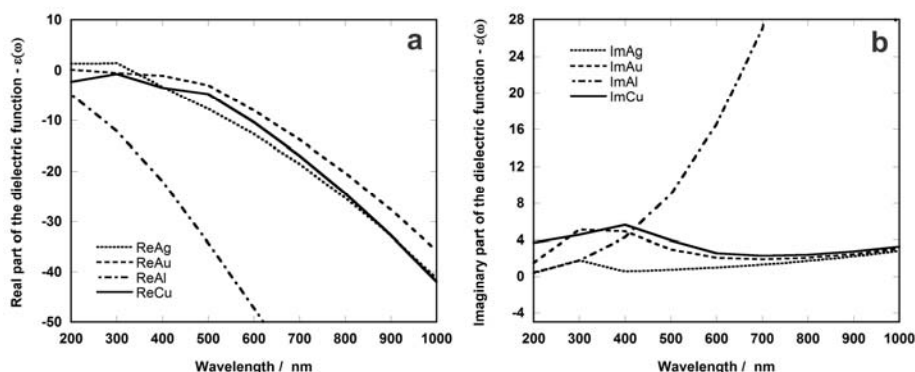 a
Real part of the dielectric function - ε(ω)
10
0
-10
-20
-30
-40
-50
ReAg
ReAu
ReAl
ReCu
200 300 400 500 600 700 800 900 1000
Wavelength / nm
b
Imaginary part of the dielectric function - ε(ω)
28
24
20
16
12
8
4
0
-4
ImAg
ImAu
ImAl
ImCu
200 300 400 500 600 700 800 900 1000
Wavelength / nm